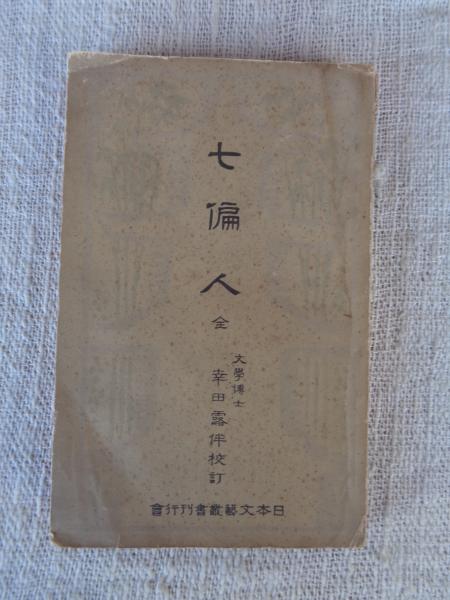 七偏人
全
文學博士
幸田露伴校訂
日本文藝叢書刊行會